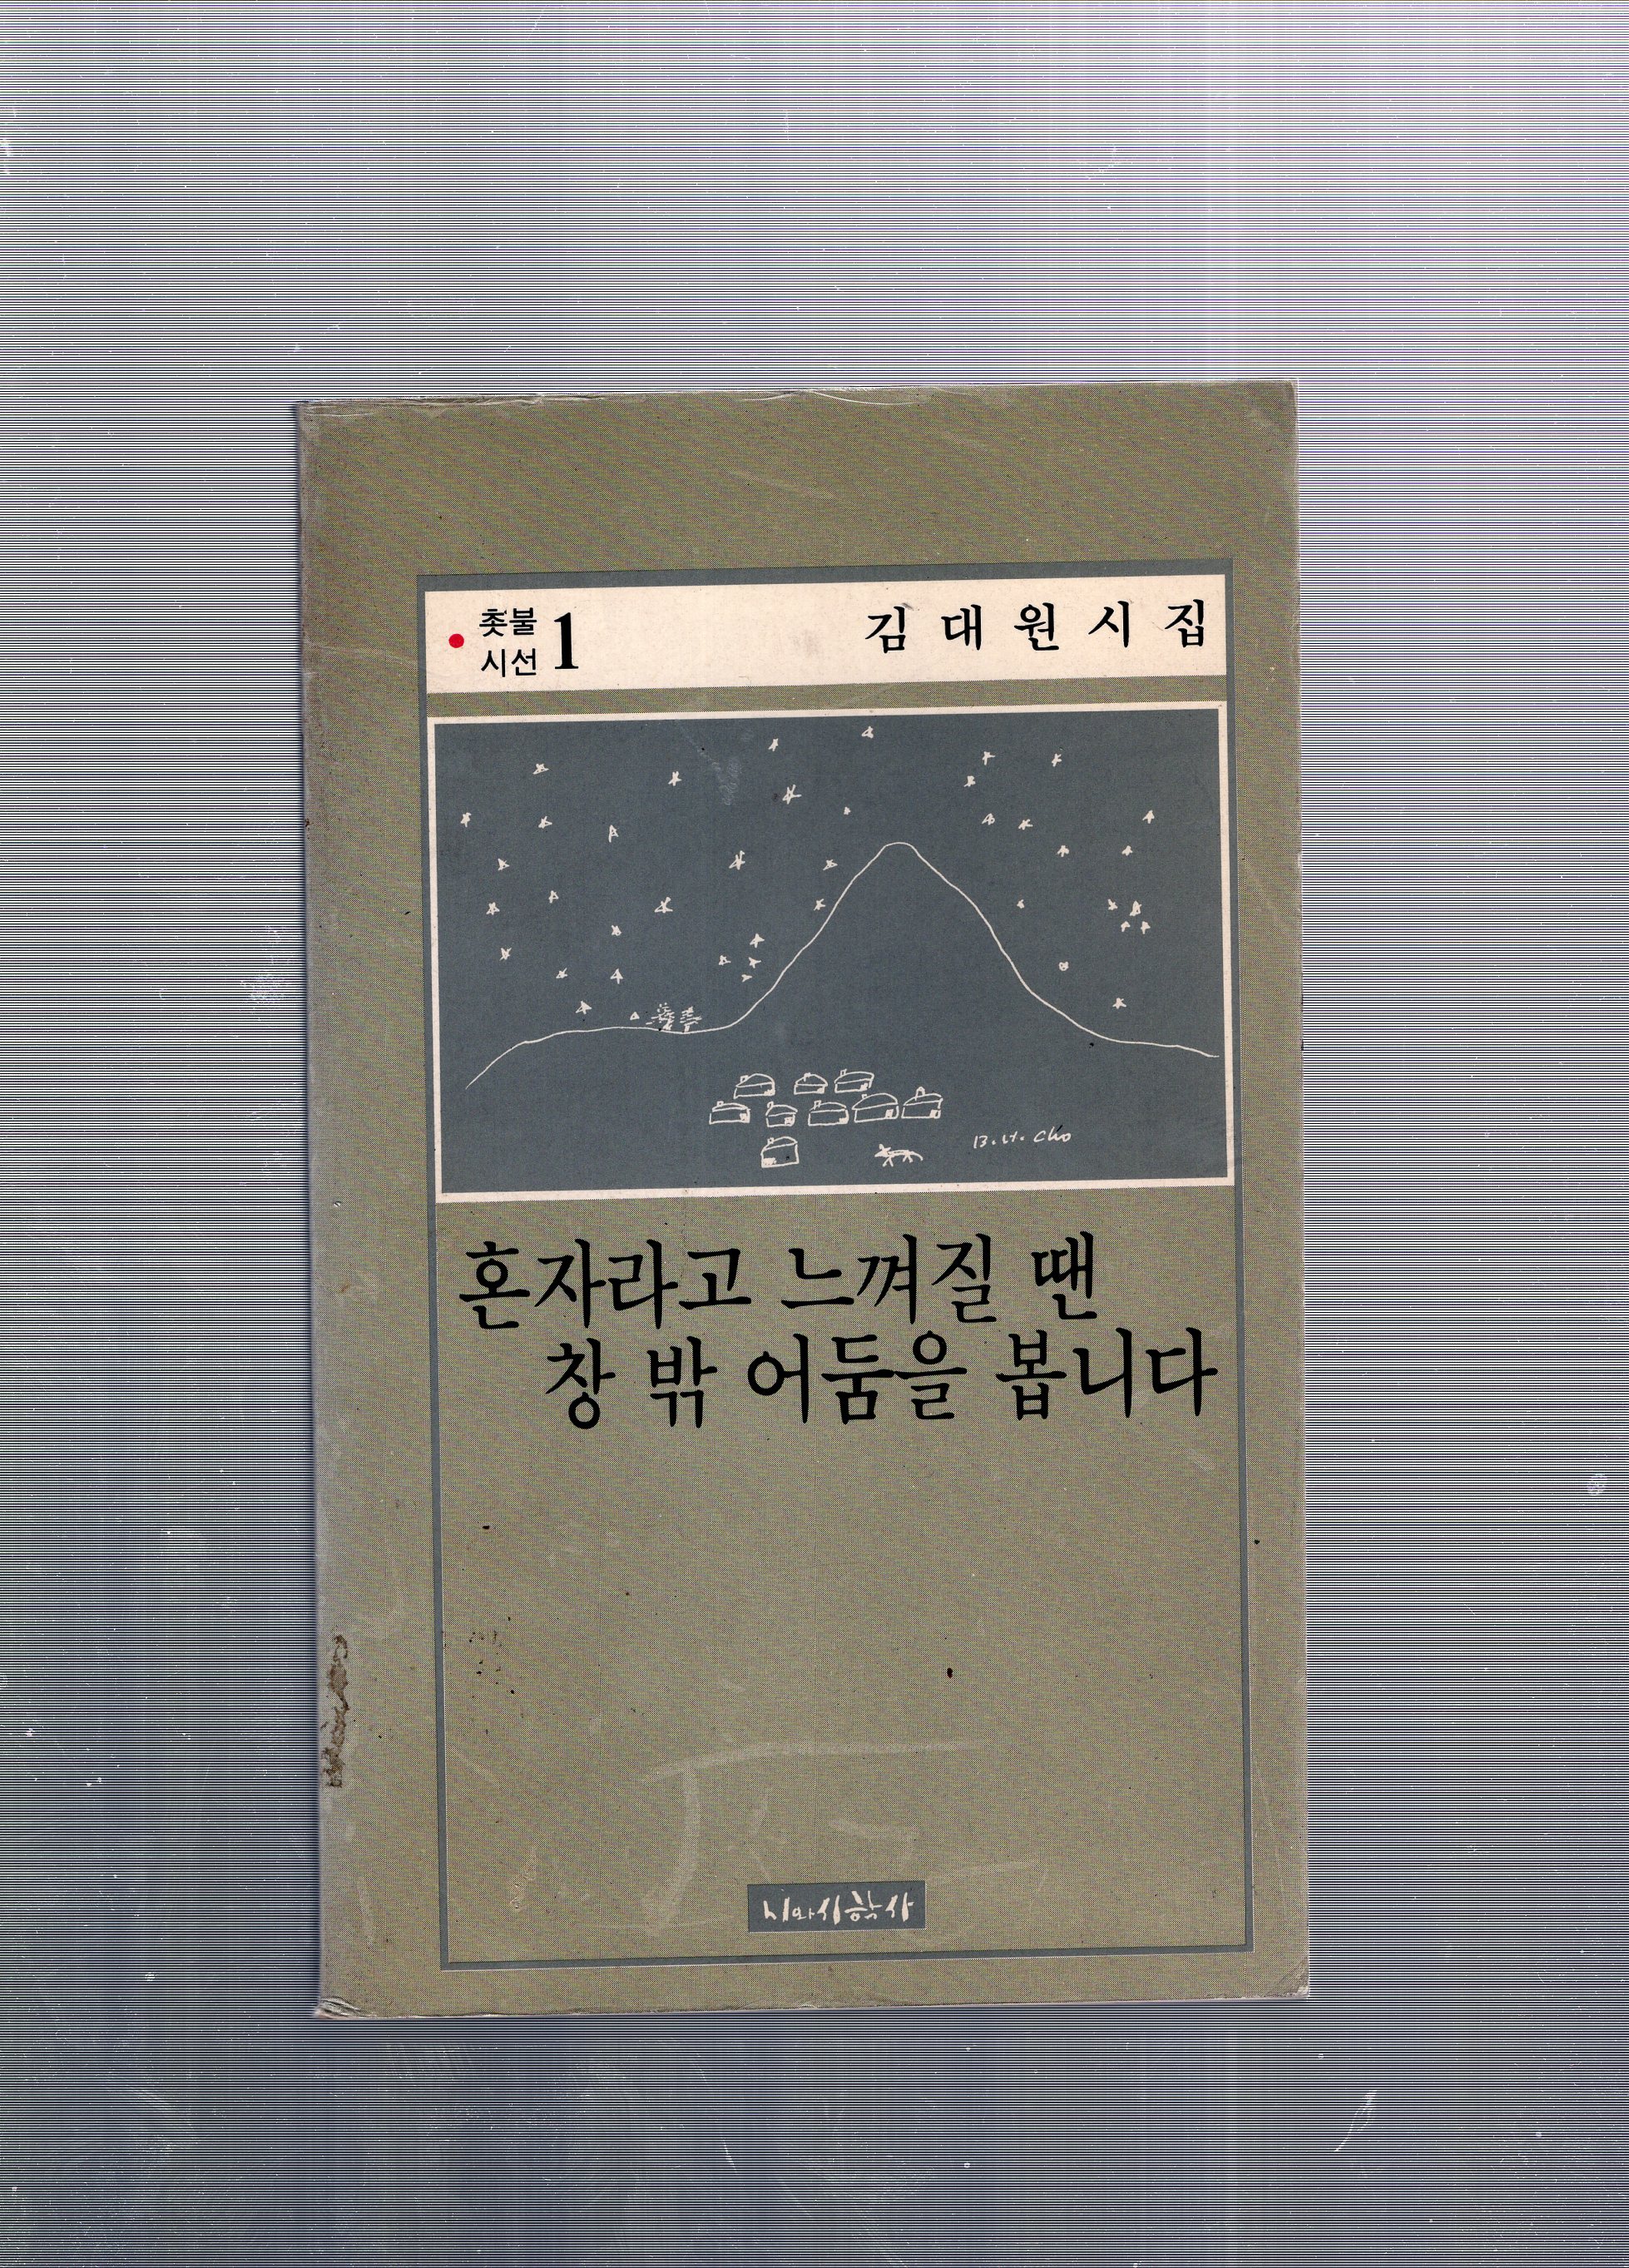 촛불
시선 1
김대원시집
B.H. Cho
혼자라고 느껴질 땐
창 밖 어둠을 봅니다
시와시학사